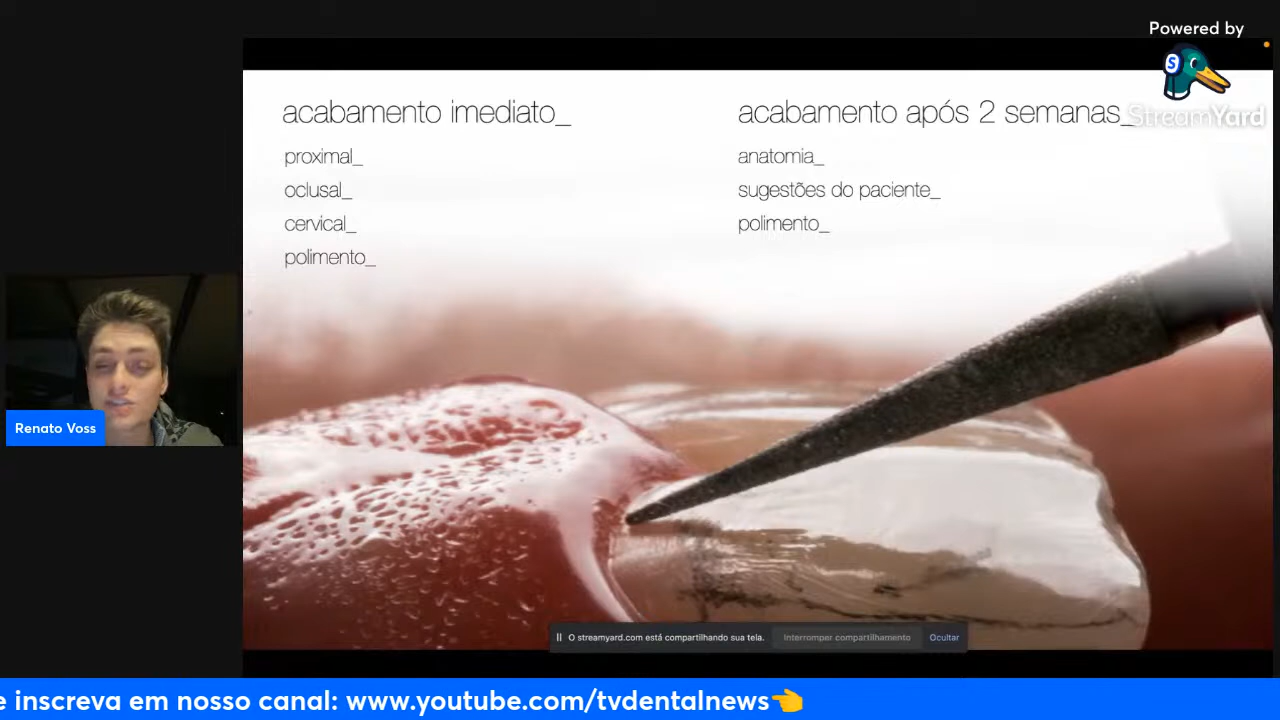 Powered by
S
StreamYard
acabamento imediato_
proximal_
oclusal_
cervical_
polimento_
acabamento após 2 semanas_
anatomia_
sugestões do paciente_
polimento_
Renato Voss
O streamyard.com está compartilhando sua tela.
Interromper compartilhamento
Ocultar
e inscreva em nosso canal: www.youtube.com/tvdentalnews👈